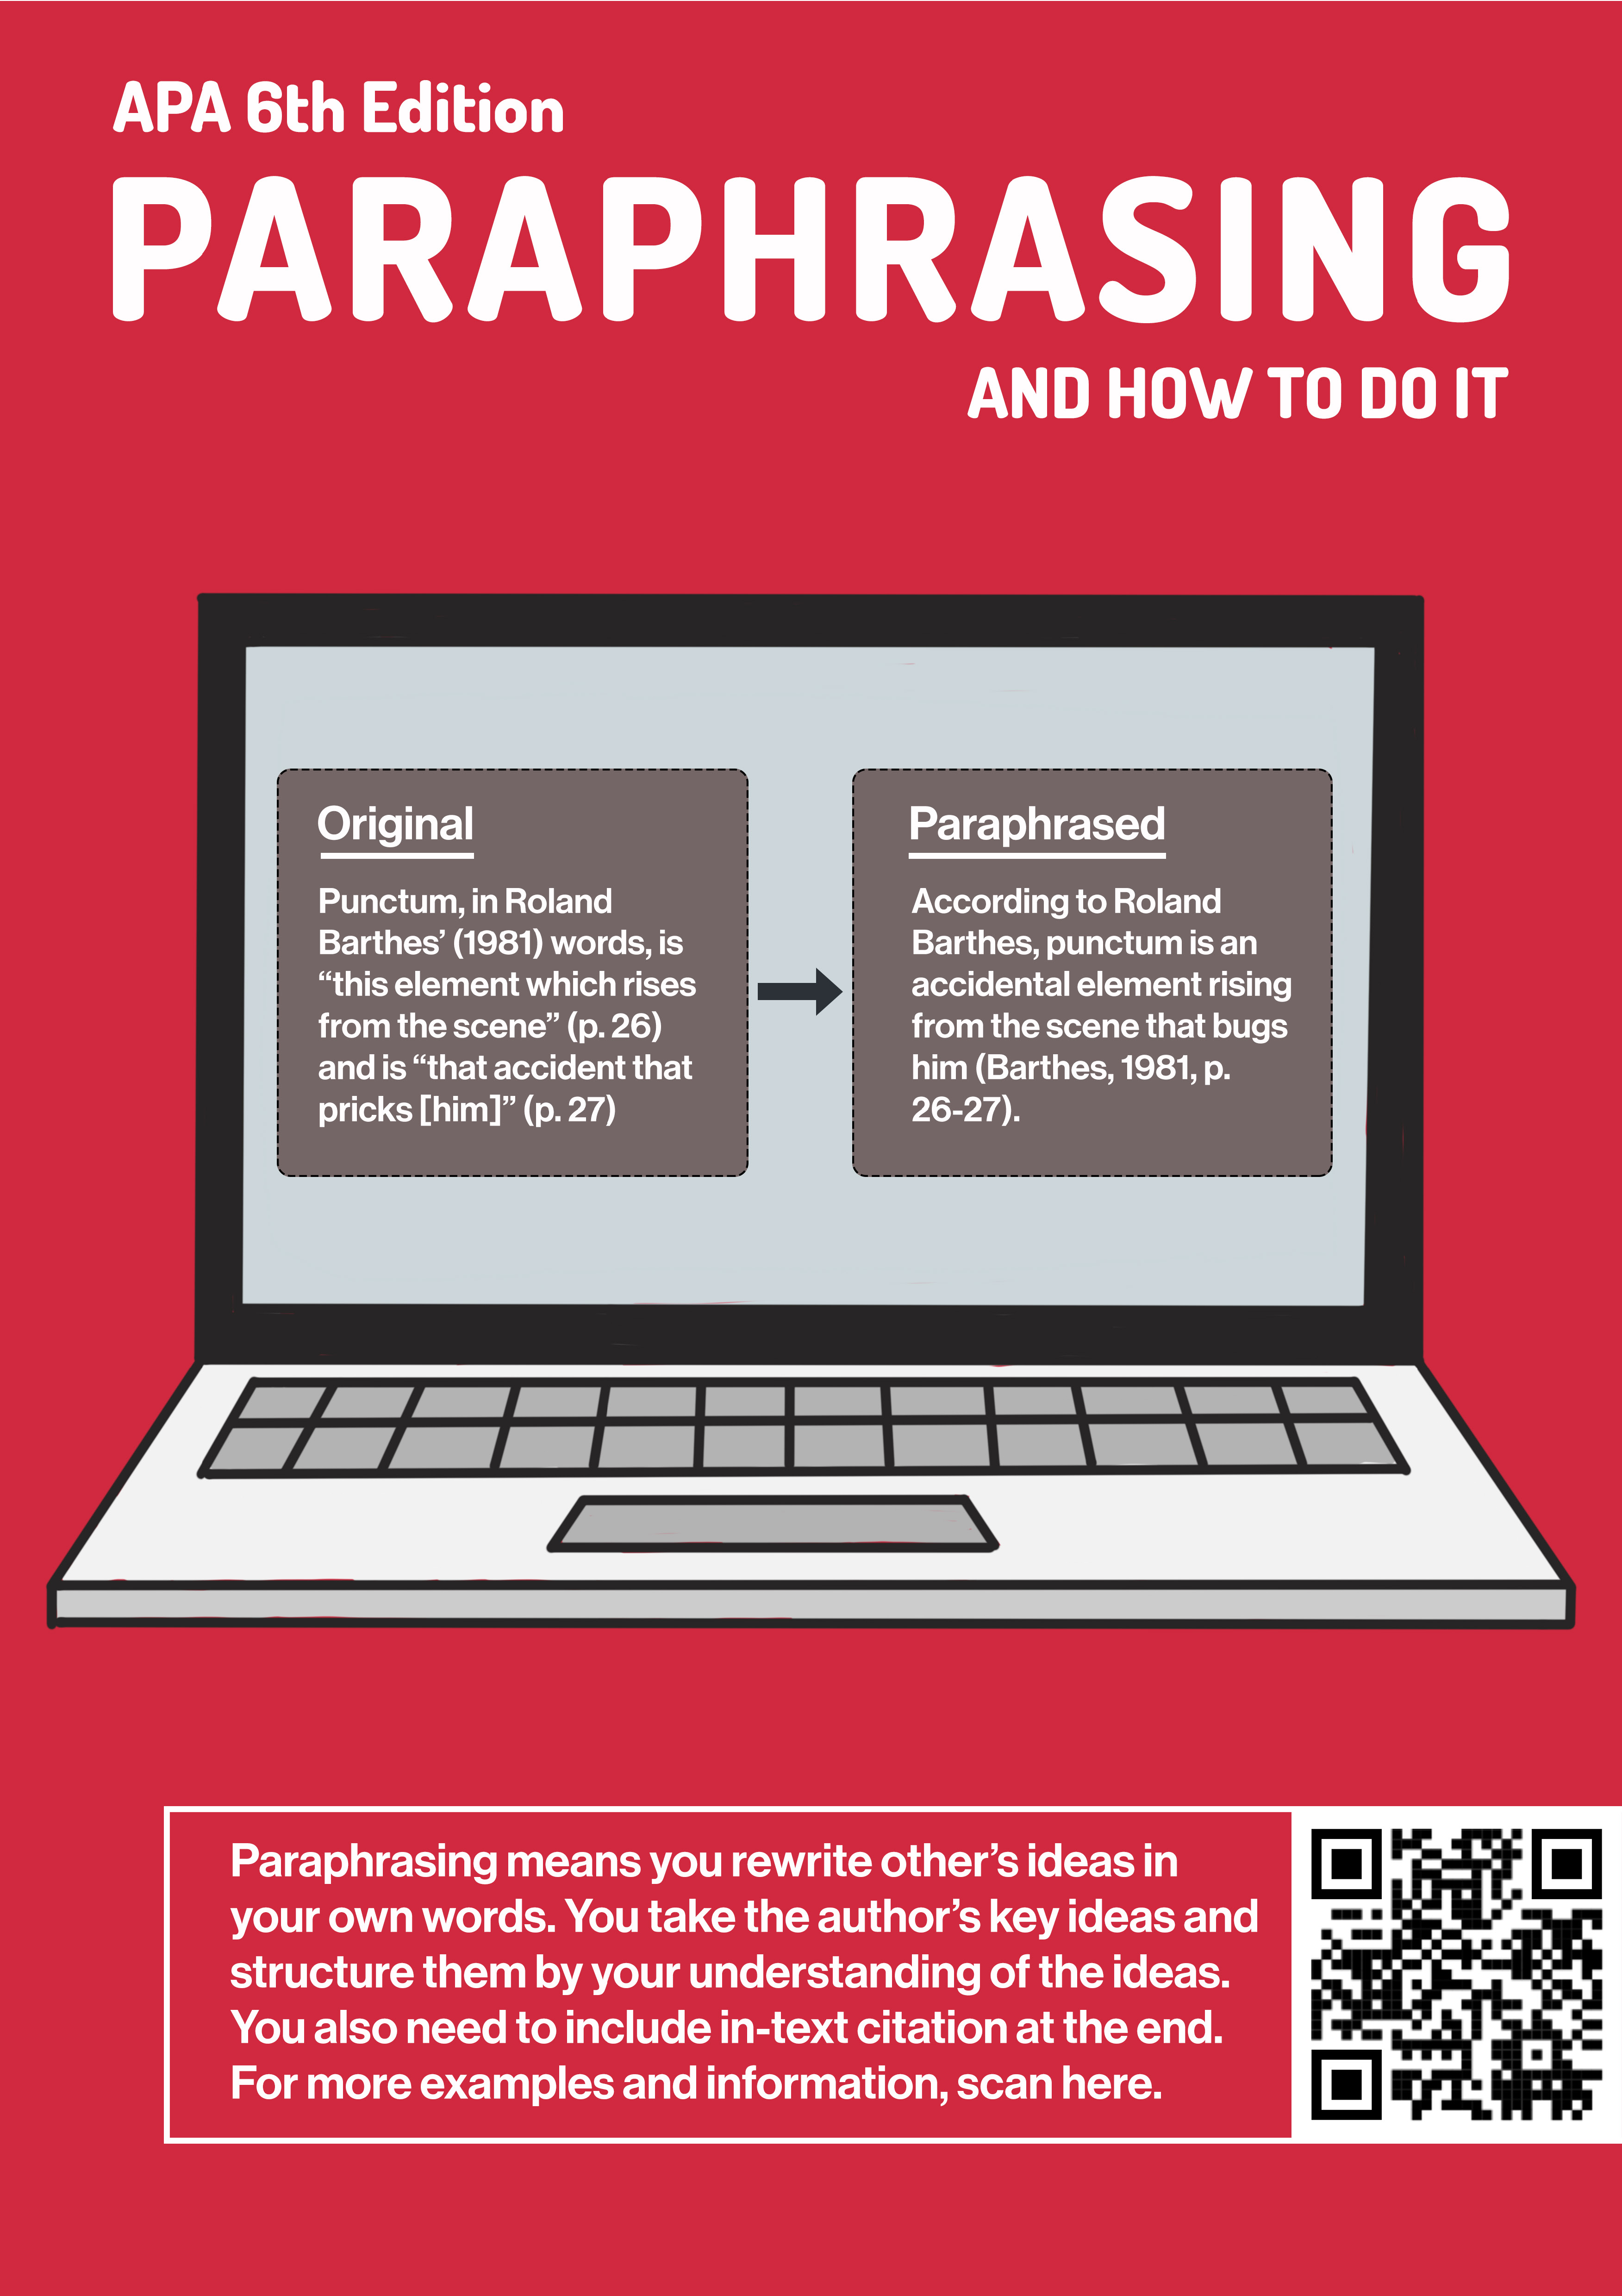 APA 6th Edition
PARAPHRASING
AND HOW TO DO IT
Original
Punctum, in Roland
Barthes’ (1981) words, is
“this element which rises
from the scene” (p. 26)
and is “that accident that
pricks [him]” (p. 27)
Paraphrased
According to Roland
Barthes, punctum is an
accidental element rising
from the scene that bugs
him (Barthes, 1981, p.
26-27).
Paraphrasing means you rewrite other’s ideas in
your own words. You take the author’s key ideas and
structure them by your understanding of the ideas.
You also need to include in-text citation at the end.
For more examples and information, scan here.